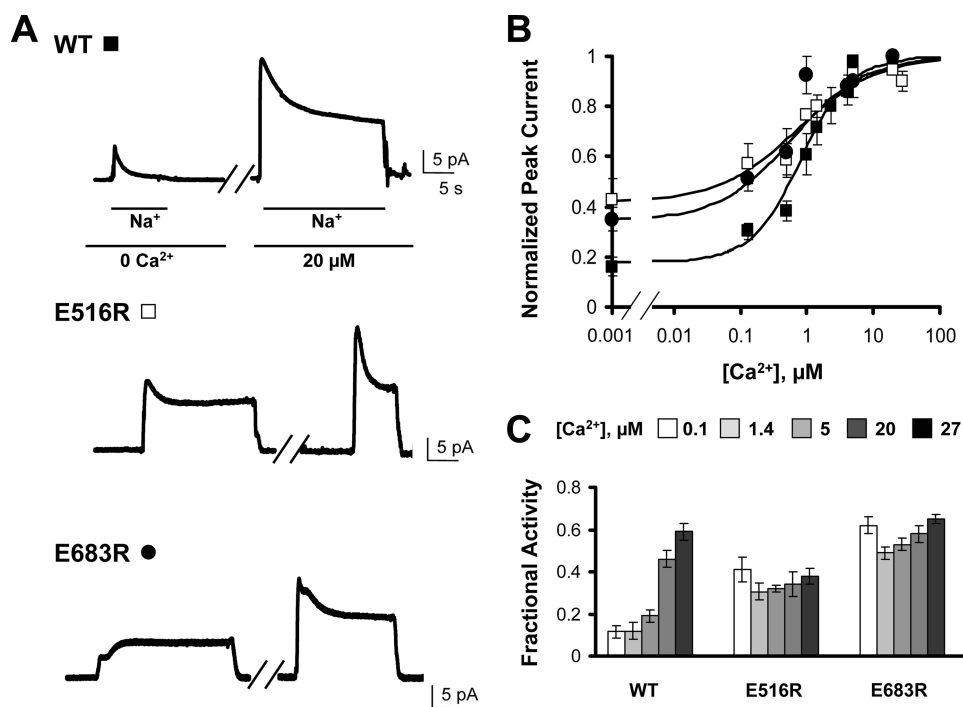 A
WT
5 pA
5 s
Na⁺
Na⁺
0 Ca²⁺
20 μM
E516R
5 pA
E683R
5 pA
B
Normalized Peak Current
1
0.8
0.6
0.4
0.2
0
0.001
0.01
0.1
1
10
100
[Ca²⁺], μM
C
[Ca²⁺], μM 0.1 1.4 5 20 27
Fractional Activity
0.8
0.6
0.4
0.2
0
WT
E516R
E683R